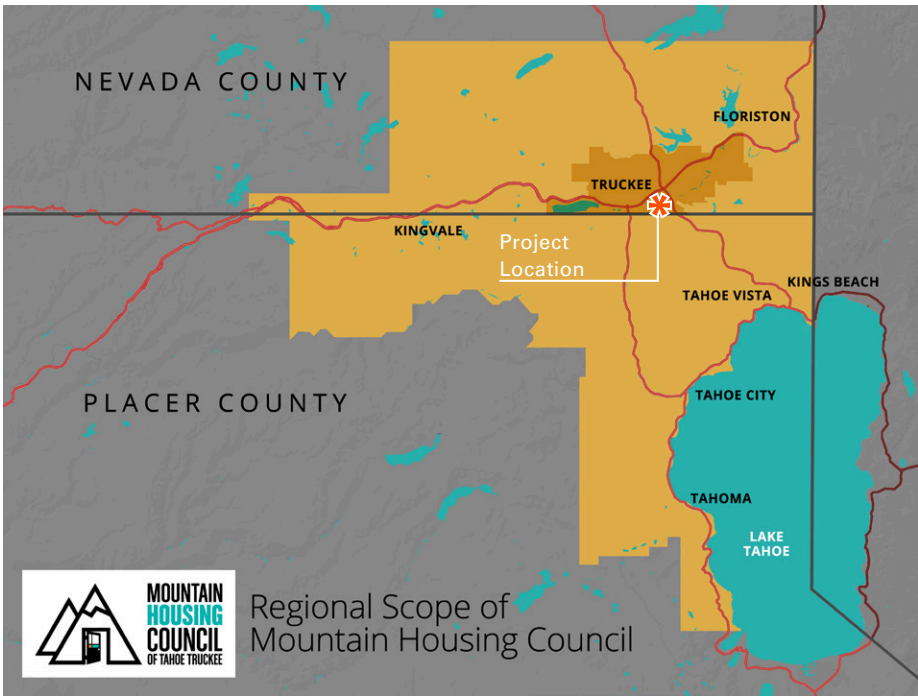 NEVADA COUNTY
FLORISTON
TRUCKEE
KINGVALE
Project
Location
KINGS BEACH
TAHOE VISTA
PLACER COUNTY
TAHOE CITY
TAHOMA
LAKE
TAHOE
MOUNTAIN
HOUSING
COUNCIL
OF TAHOE TRUCKEE
Regional Scope of
Mountain Housing Council